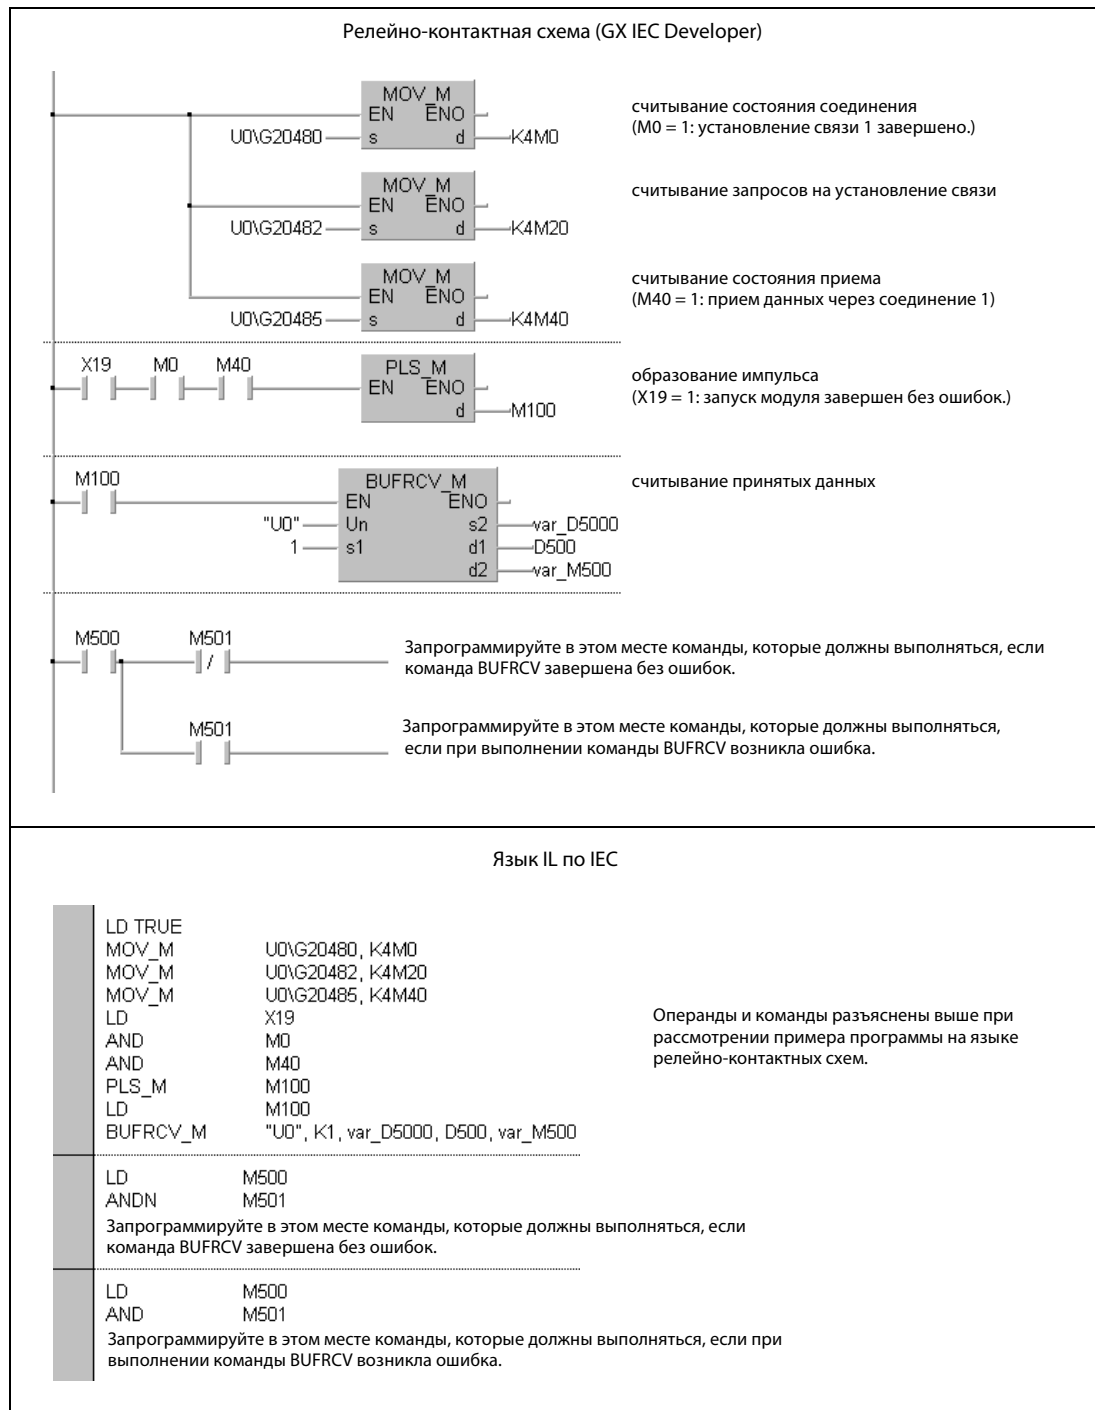 Релейно-контактная схема (GX IEC Developer)
MOV_M
EN ENO
U0\G20480 s d K4M0
считывание состояния соединения
(M0 = 1: установление связи 1 завершено.)
MOV_M
EN ENO
U0\G20482 s d K4M20
считывание запросов на установление связи
MOV_M
EN ENO
U0\G20485 s d K4M40
считывание состояния приема
(M40 = 1: прием данных через соединение 1)
X19 M0 M40
PLS_M
EN ENO
d M100
образование импульса
(X19 = 1: запуск модуля завершен без ошибок.)
M100
BUFRCV_M
EN ENO
"U0" Un s2 var_D5000
1 s1 d1 D500
d2 var_M500
считывание принятых данных
M500 M501
/
Запрограммируйте в этом месте команды, которые должны выполняться, если
команда BUFRCV завершена без ошибок.
M501
Запрограммируйте в этом месте команды, которые должны выполняться,
если при выполнении команды BUFRCV возникла ошибка.
Язык IL по IEC
LD TRUE
MOV_M U0\G20480, K4M0
MOV_M U0\G20482, K4M20
MOV_M U0\G20485, K4M40
LD X19
AND M0
AND M40
PLS_M M100
LD M100
BUFRCV_M "U0", K1, var_D5000, D500, var_M500
Операнды и команды разъяснены выше при
рассмотрении примера программы на языке
релейно-контактных схем.
LD M500
ANDN M501
Запрограммируйте в этом месте команды, которые должны выполняться, если
команда BUFRCV завершена без ошибок.
LD M500
AND M501
Запрограммируйте в этом месте команды, которые должны выполняться, если при
выполнении команды BUFRCV возникла ошибка.